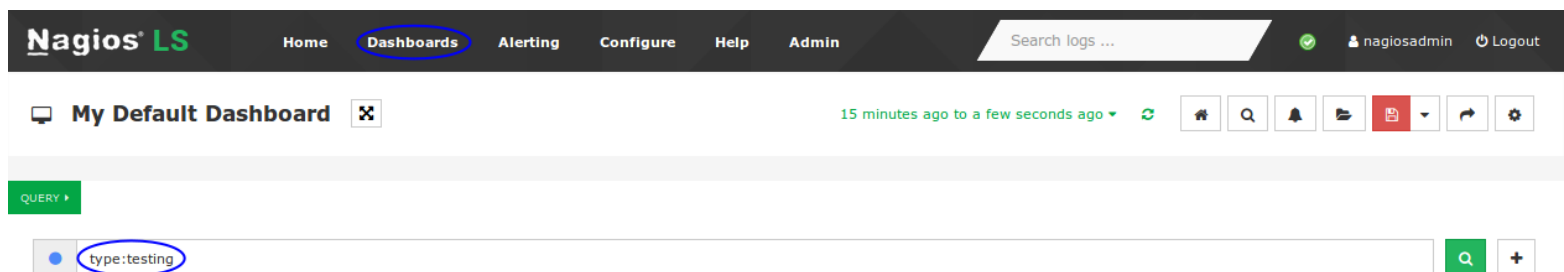 Nagios® LS Home Dashboards Alerting Configure Help Admin Search logs ... nagiosadmin Logout
My Default Dashboard 15 minutes ago to a few seconds ago
QUERY
type:testing